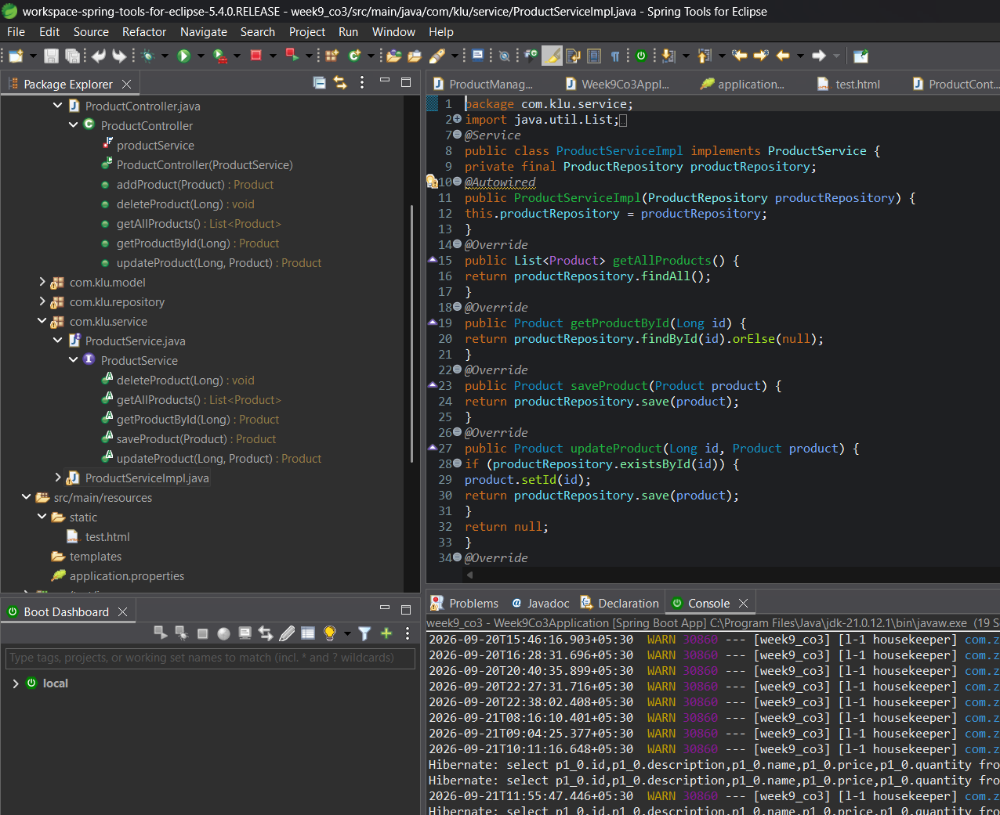 workspace-spring-tools-for-eclipse-5.4.0.RELEASE - week9_co3/src/main/java/com/klu/service/ProductServiceImpl.java - Spring Tools for Eclipse
File Edit Source Refactor Navigate Search Project Run Window Help
Package Explorer
ProductController.java
ProductController
productService
ProductController(ProductService)
addProduct(Product) : Product
deleteProduct(Long) : void
getAllProducts() : List<Product>
getProductById(Long) : Product
updateProduct(Long, Product) : Product
com.klu.model
com.klu.repository
com.klu.service
ProductService.java
ProductService
deleteProduct(Long) : void
getAllProducts() : List<Product>
getProductById(Long) : Product
saveProduct(Product) : Product
updateProduct(Long, Product) : Product
ProductServiceImpl.java
src/main/resources
static
test.html
templates
application.properties
ProductManag... Week9Co3Appl... application... test.html ProductCont...
1 package com.klu.service;
2 import java.util.List;
7 @Service
8 public class ProductServiceImpl implements ProductService {
9 private final ProductRepository productRepository;
10 @Autowired
11 public ProductServiceImpl(ProductRepository productRepository) {
12 this.productRepository = productRepository;
13 }
14 @Override
15 public List<Product> getAllProducts() {
16 return productRepository.findAll();
17 }
18 @Override
19 public Product getProductById(Long id) {
20 return productRepository.findById(id).orElse(null);
21 }
22 @Override
23 public Product saveProduct(Product product) {
24 return productRepository.save(product);
25 }
26 @Override
27 public Product updateProduct(Long id, Product product) {
28 if (productRepository.existsById(id)) {
29 product.setId(id);
30 return productRepository.save(product);
31 }
32 return null;
33 }
34 @Override
Boot Dashboard
Type tags, projects, or working set names to match (incl. * and ? wildcards)
local
Problems Javadoc Declaration Console
week9_co3 - Week9Co3Application [Spring Boot App] C:\Program Files\Java\jdk-21.0.12.1\bin\javaw.exe (19 S
2026-09-20T15:46:16.903+05:30 WARN 30860 --- [week9_co3] [l-1 housekeeper] com.z
2026-09-20T16:28:31.696+05:30 WARN 30860 --- [week9_co3] [l-1 housekeeper] com.z
2026-09-20T20:40:35.899+05:30 WARN 30860 --- [week9_co3] [l-1 housekeeper] com.z
2026-09-20T22:27:31.716+05:30 WARN 30860 --- [week9_co3] [l-1 housekeeper] com.z
2026-09-20T22:38:02.408+05:30 WARN 30860 --- [week9_co3] [l-1 housekeeper] com.z
2026-09-21T08:16:10.401+05:30 WARN 30860 --- [week9_co3] [l-1 housekeeper] com.z
2026-09-21T09:04:25.377+05:30 WARN 30860 --- [week9_co3] [l-1 housekeeper] com.z
2026-09-21T10:11:16.648+05:30 WARN 30860 --- [week9_co3] [l-1 housekeeper] com.z
Hibernate: select p1_0.id,p1_0.description,p1_0.name,p1_0.price,p1_0.quantity fro
Hibernate: select p1_0.id,p1_0.description,p1_0.name,p1_0.price,p1_0.quantity fro
2026-09-21T11:55:47.446+05:30 WARN 30860 --- [week9_co3] [l-1 housekeeper] com.z
Hibernate: select p1_0.id,p1_0.description,p1_0.name,p1_0.price,p1_0.quantity fro